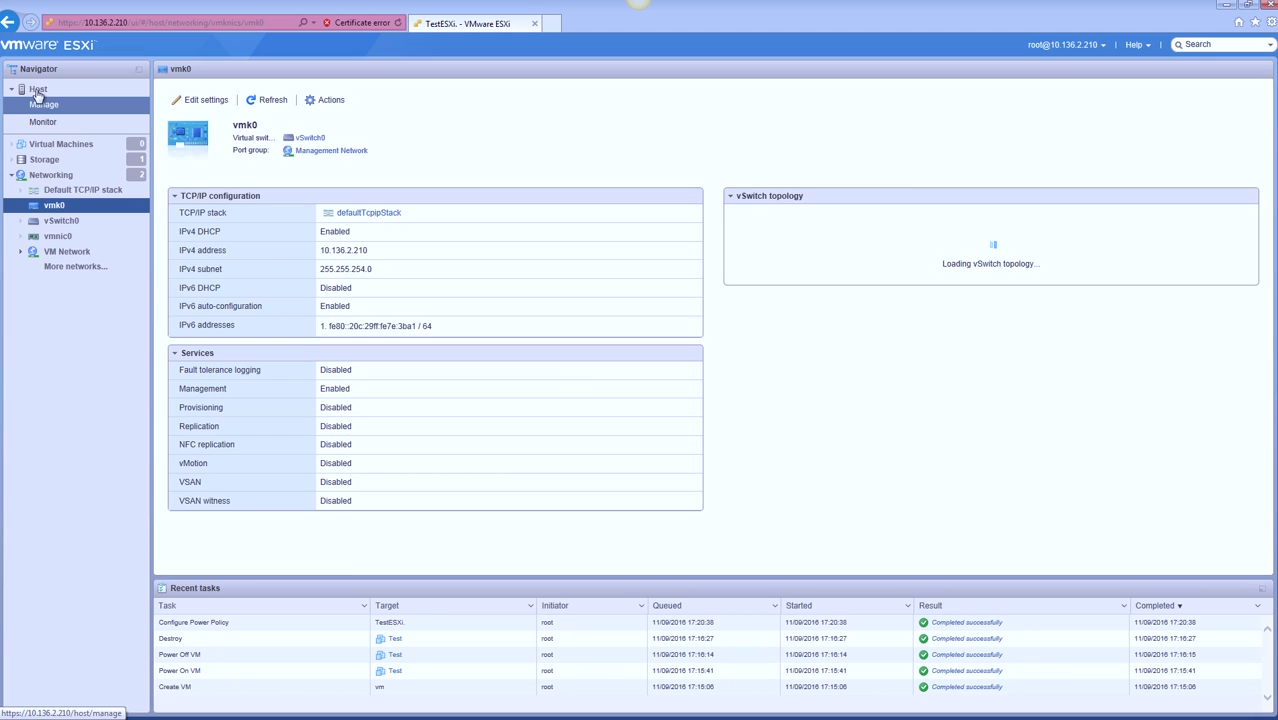 https://10.136.2.210/ui/#/host/networking/vmknics/vmk0
Certificate error
TestESXi. - VMware ESXi
vmware ESXi
root@10.136.2.210
Help
Search
Navigator
vmk0
Host
Manage
Monitor
Virtual Machines 0
Storage 1
Networking 2
Default TCP/IP stack
vmk0
vSwitch0
vmnic0
VM Network
More networks...
Edit settings
Refresh
Actions
vmk0
Virtual swit... vSwitch0
Port group: Management Network
TCP/IP configuration
TCP/IP stack defaultTcpipStack
IPv4 DHCP Enabled
IPv4 address 10.136.2.210
IPv4 subnet 255.255.254.0
IPv6 DHCP Disabled
IPv6 auto-configuration Enabled
IPv6 addresses 1. fe80::20c:29ff:fe7e:3ba1 / 64
Services
Fault tolerance logging Disabled
Management Enabled
Provisioning Disabled
Replication Disabled
NFC replication Disabled
vMotion Disabled
VSAN Disabled
VSAN witness Disabled
vSwitch topology
Loading vSwitch topology...
Recent tasks
Task Target Initiator Queued Started Result Completed
Configure Power Policy TestESXi. root 11/09/2016 17:20:38 11/09/2016 17:20:38 Completed successfully 11/09/2016 17:20:38
Destroy Test root 11/09/2016 17:16:27 11/09/2016 17:16:27 Completed successfully 11/09/2016 17:16:27
Power Off VM Test root 11/09/2016 17:16:14 11/09/2016 17:16:14 Completed successfully 11/09/2016 17:16:15
Power On VM Test root 11/09/2016 17:15:41 11/09/2016 17:15:41 Completed successfully 11/09/2016 17:15:41
Create VM vm root 11/09/2016 17:15:06 11/09/2016 17:15:06 Completed successfully 11/09/2016 17:15:06
https://10.136.2.210/host/manage